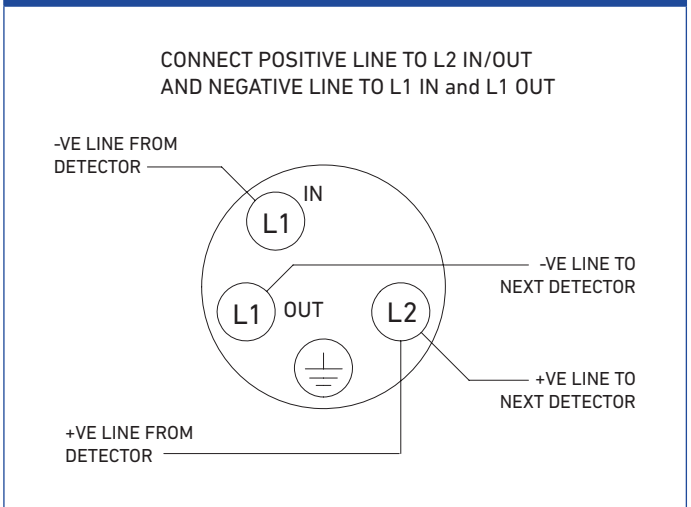 CONNECT POSITIVE LINE TO L2 IN/OUT
AND NEGATIVE LINE TO L1 IN and L1 OUT
-VE LINE FROM
DETECTOR
IN
L1
-VE LINE TO
NEXT DETECTOR
L1
OUT
L2
+VE LINE TO
NEXT DETECTOR
+VE LINE FROM
DETECTOR